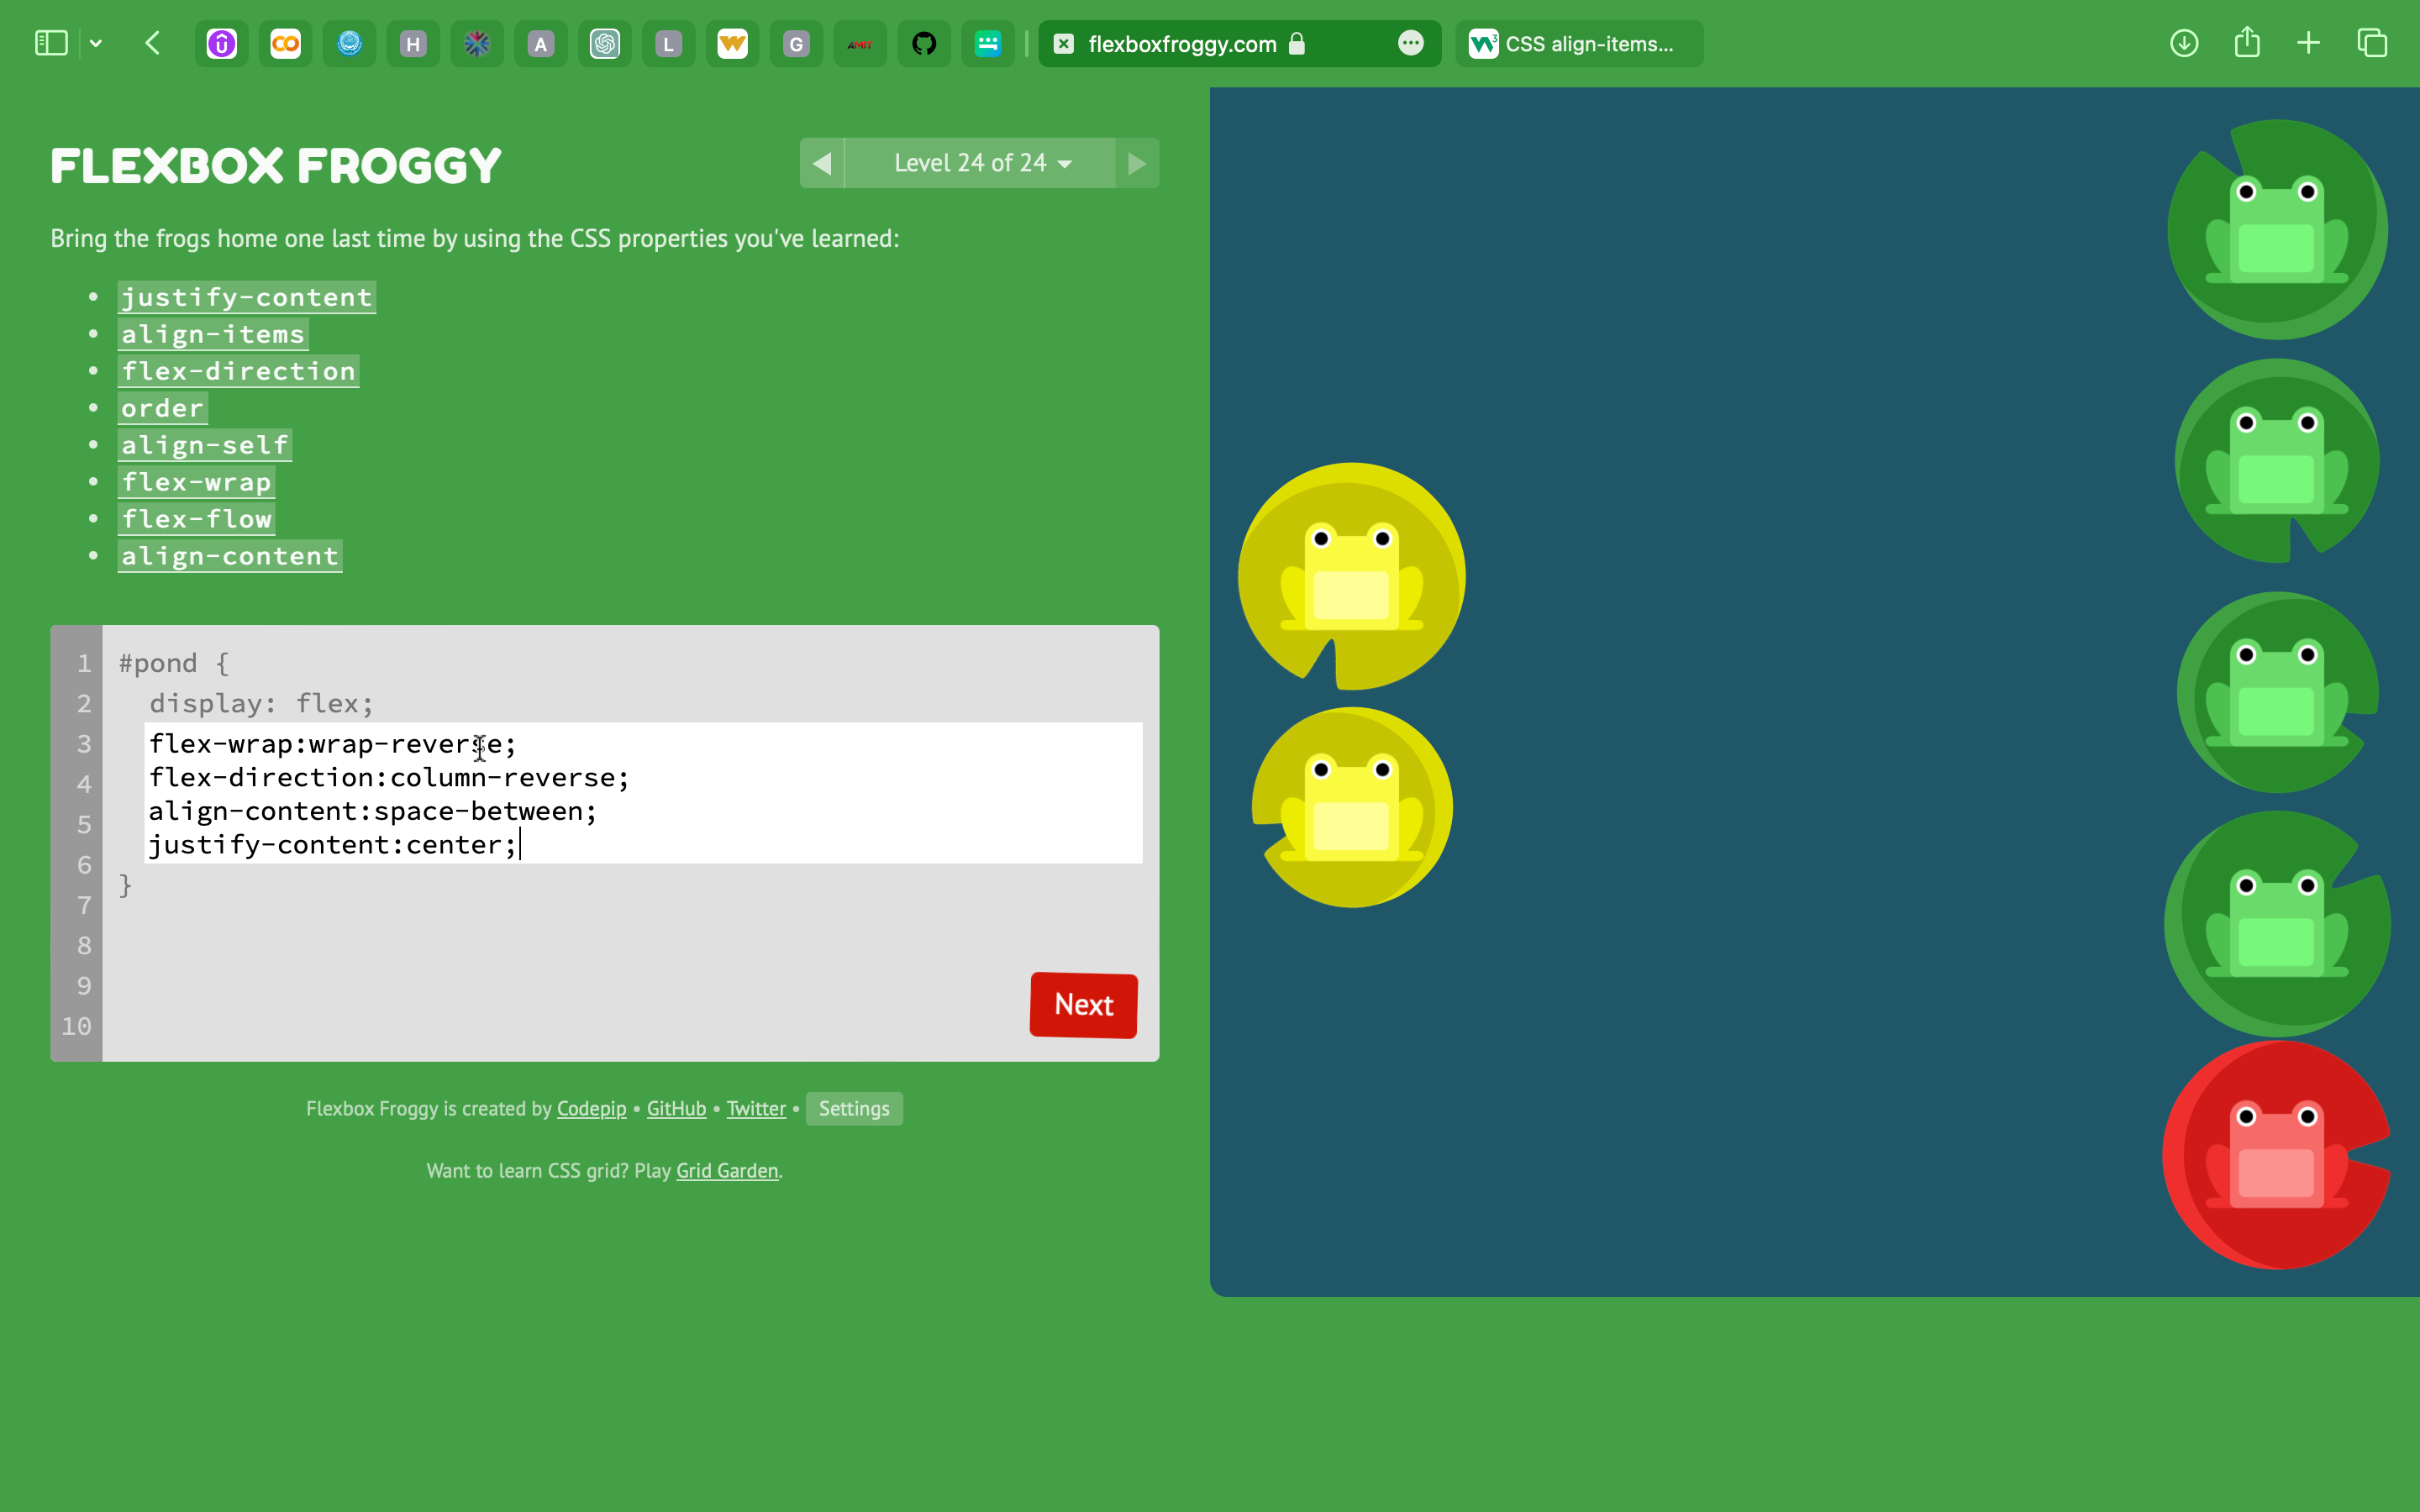 H
A
L
G
AMIT
flexboxfroggy.com
CSS align-items...
FLEXBOX FROGGY
Level 24 of 24
Bring the frogs home one last time by using the CSS properties you've learned:
justify-content
align-items
flex-direction
order
align-self
flex-wrap
flex-flow
align-content
1 #pond {
2 display: flex;
3 flex-wrap:wrap-reverse;
4 flex-direction:column-reverse;
5 align-content:space-between;
6 justify-content:center;
7 }
8
9
10
Next
Flexbox Froggy is created by Codepip • GitHub • Twitter • Settings
Want to learn CSS grid? Play Grid Garden.